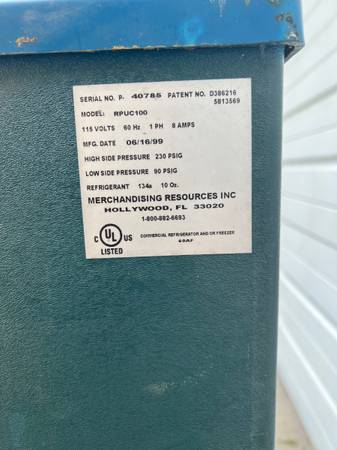 SERIAL NO. P- 40785 PATENT NO. D386216
5813569
MODEL: RPUC100
115 VOLTS 60 Hz 1 PH 8 AMPS
MFG. DATE 06/16/99
HIGH SIDE PRESSURE 230 PSIG
LOW SIDE PRESSURE 90 PSIG
REFRIGERANT 134a 10 Oz.
MERCHANDISING RESOURCES INC
HOLLYWOOD, FL 33020
1-800-882-6693
C UL US
LISTED
COMMERCIAL REFRIGERATOR AND OR FREEZER
69AF